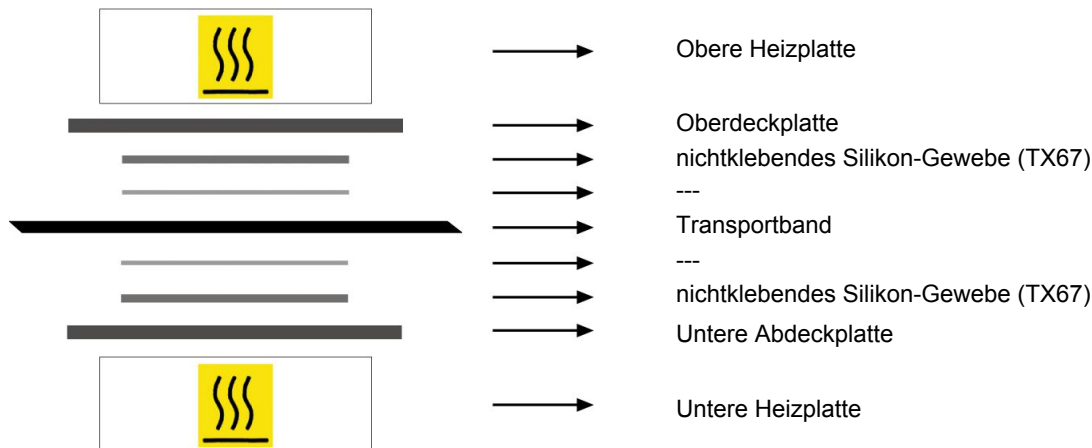 Obere Heizplatte
Oberdeckplatte
nichtklebendes Silikon-Gewebe (TX67)
---
Transportband
---
nichtklebendes Silikon-Gewebe (TX67)
Untere Abdeckplatte
Untere Heizplatte